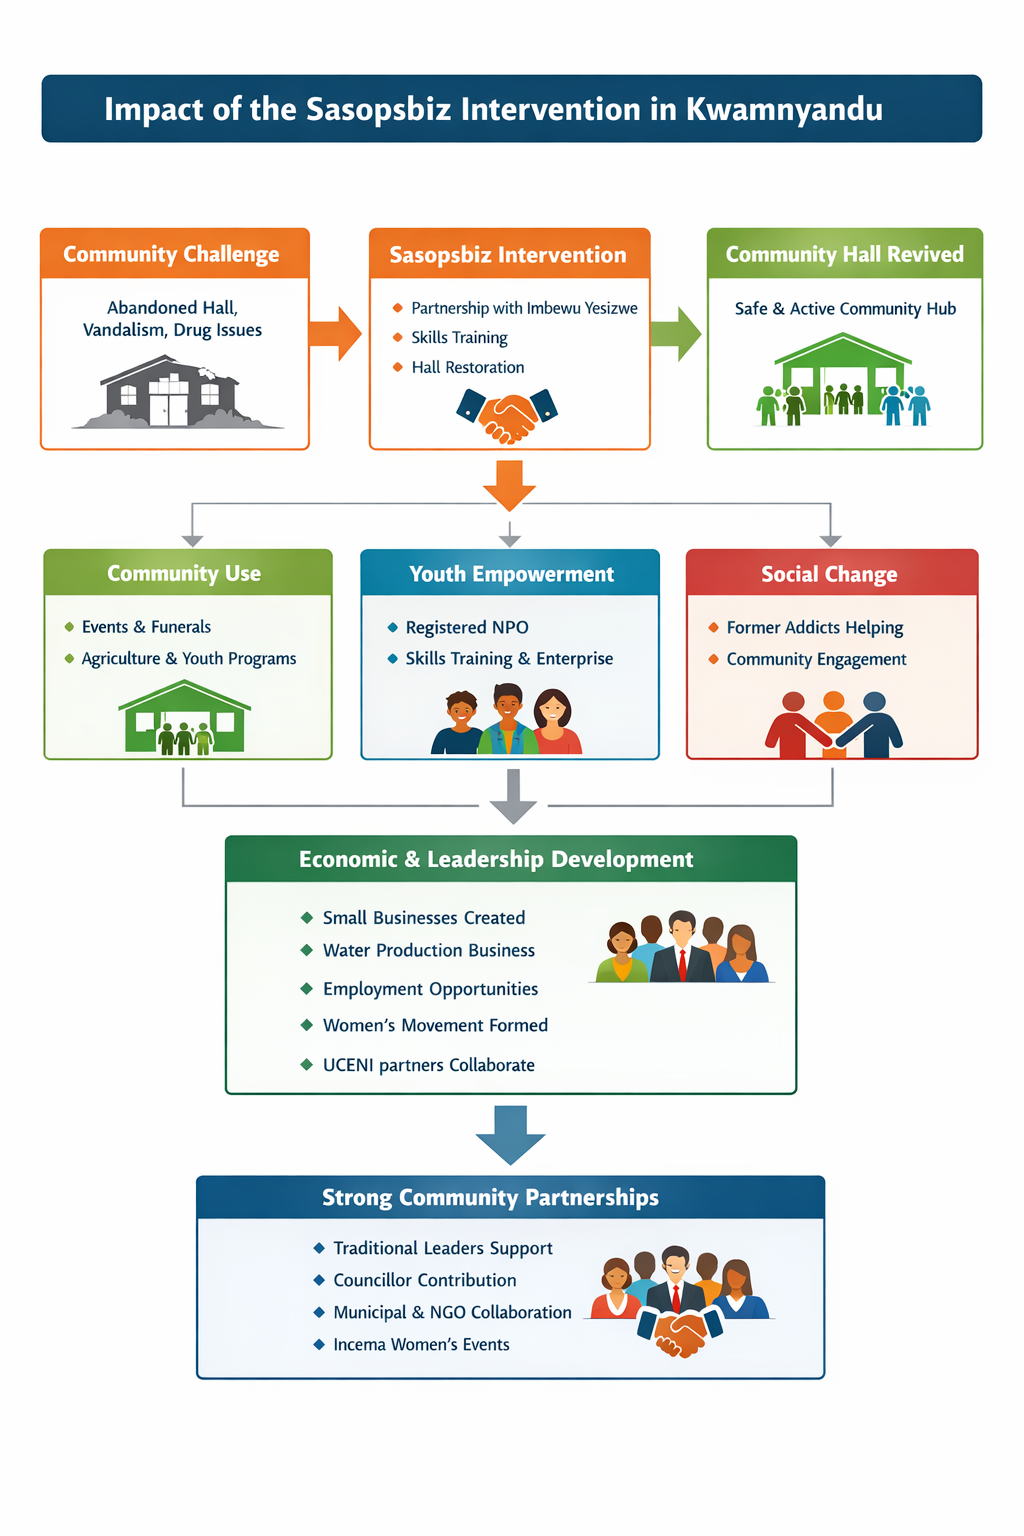 Impact of the Sasopsbiz Intervention in Kwamnyandu
Community Challenge
Abandoned Hall,
Vandalism, Drug Issues
Sasopsbiz Intervention
Partnership with Imbewu Yesizwe
Skills Training
Hall Restoration
Community Hall Revived
Safe & Active Community Hub
Community Use
Events & Funerals
Agriculture & Youth Programs
Youth Empowerment
Registered NPO
Skills Training & Enterprise
Social Change
Former Addicts Helping
Community Engagement
Economic & Leadership Development
Small Businesses Created
Water Production Business
Employment Opportunities
Women's Movement Formed
UCENI partners Collaborate
Strong Community Partnerships
Traditional Leaders Support
Councillor Contribution
Municipal & NGO Collaboration
Incema Women's Events